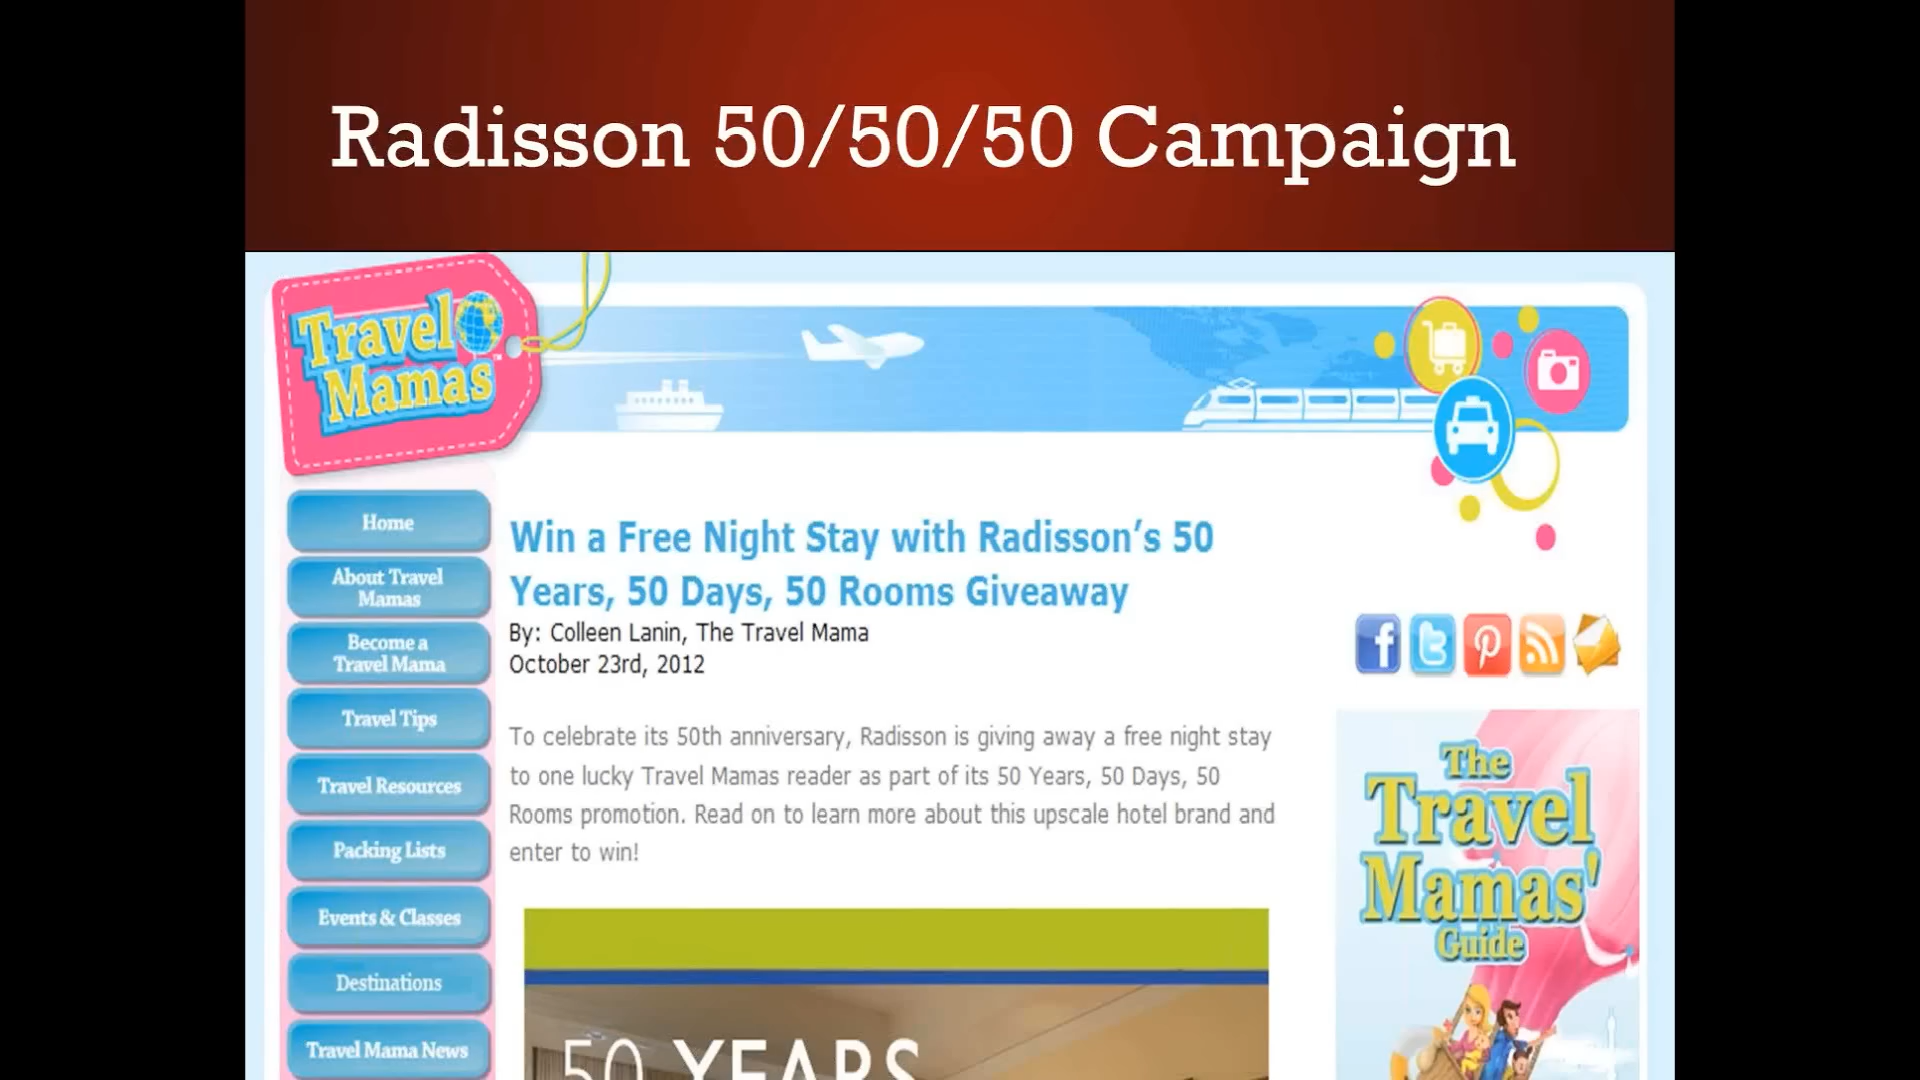 Radisson 50/50/50 Campaign
Travel
Mamas
™
Home
About Travel
Mamas
Become a
Travel Mama
Travel Tips
Travel Resources
Packing Lists
Events & Classes
Destinations
Travel Mama News
Win a Free Night Stay with Radisson’s 50
Years, 50 Days, 50 Rooms Giveaway
By: Colleen Lanin, The Travel Mama
October 23rd, 2012
To celebrate its 50th anniversary, Radisson is giving away a free night stay
to one lucky Travel Mamas reader as part of its 50 Years, 50 Days, 50
Rooms promotion. Read on to learn more about this upscale hotel brand and
enter to win!
50 YEARS
The
Travel
Mamas'
Guide